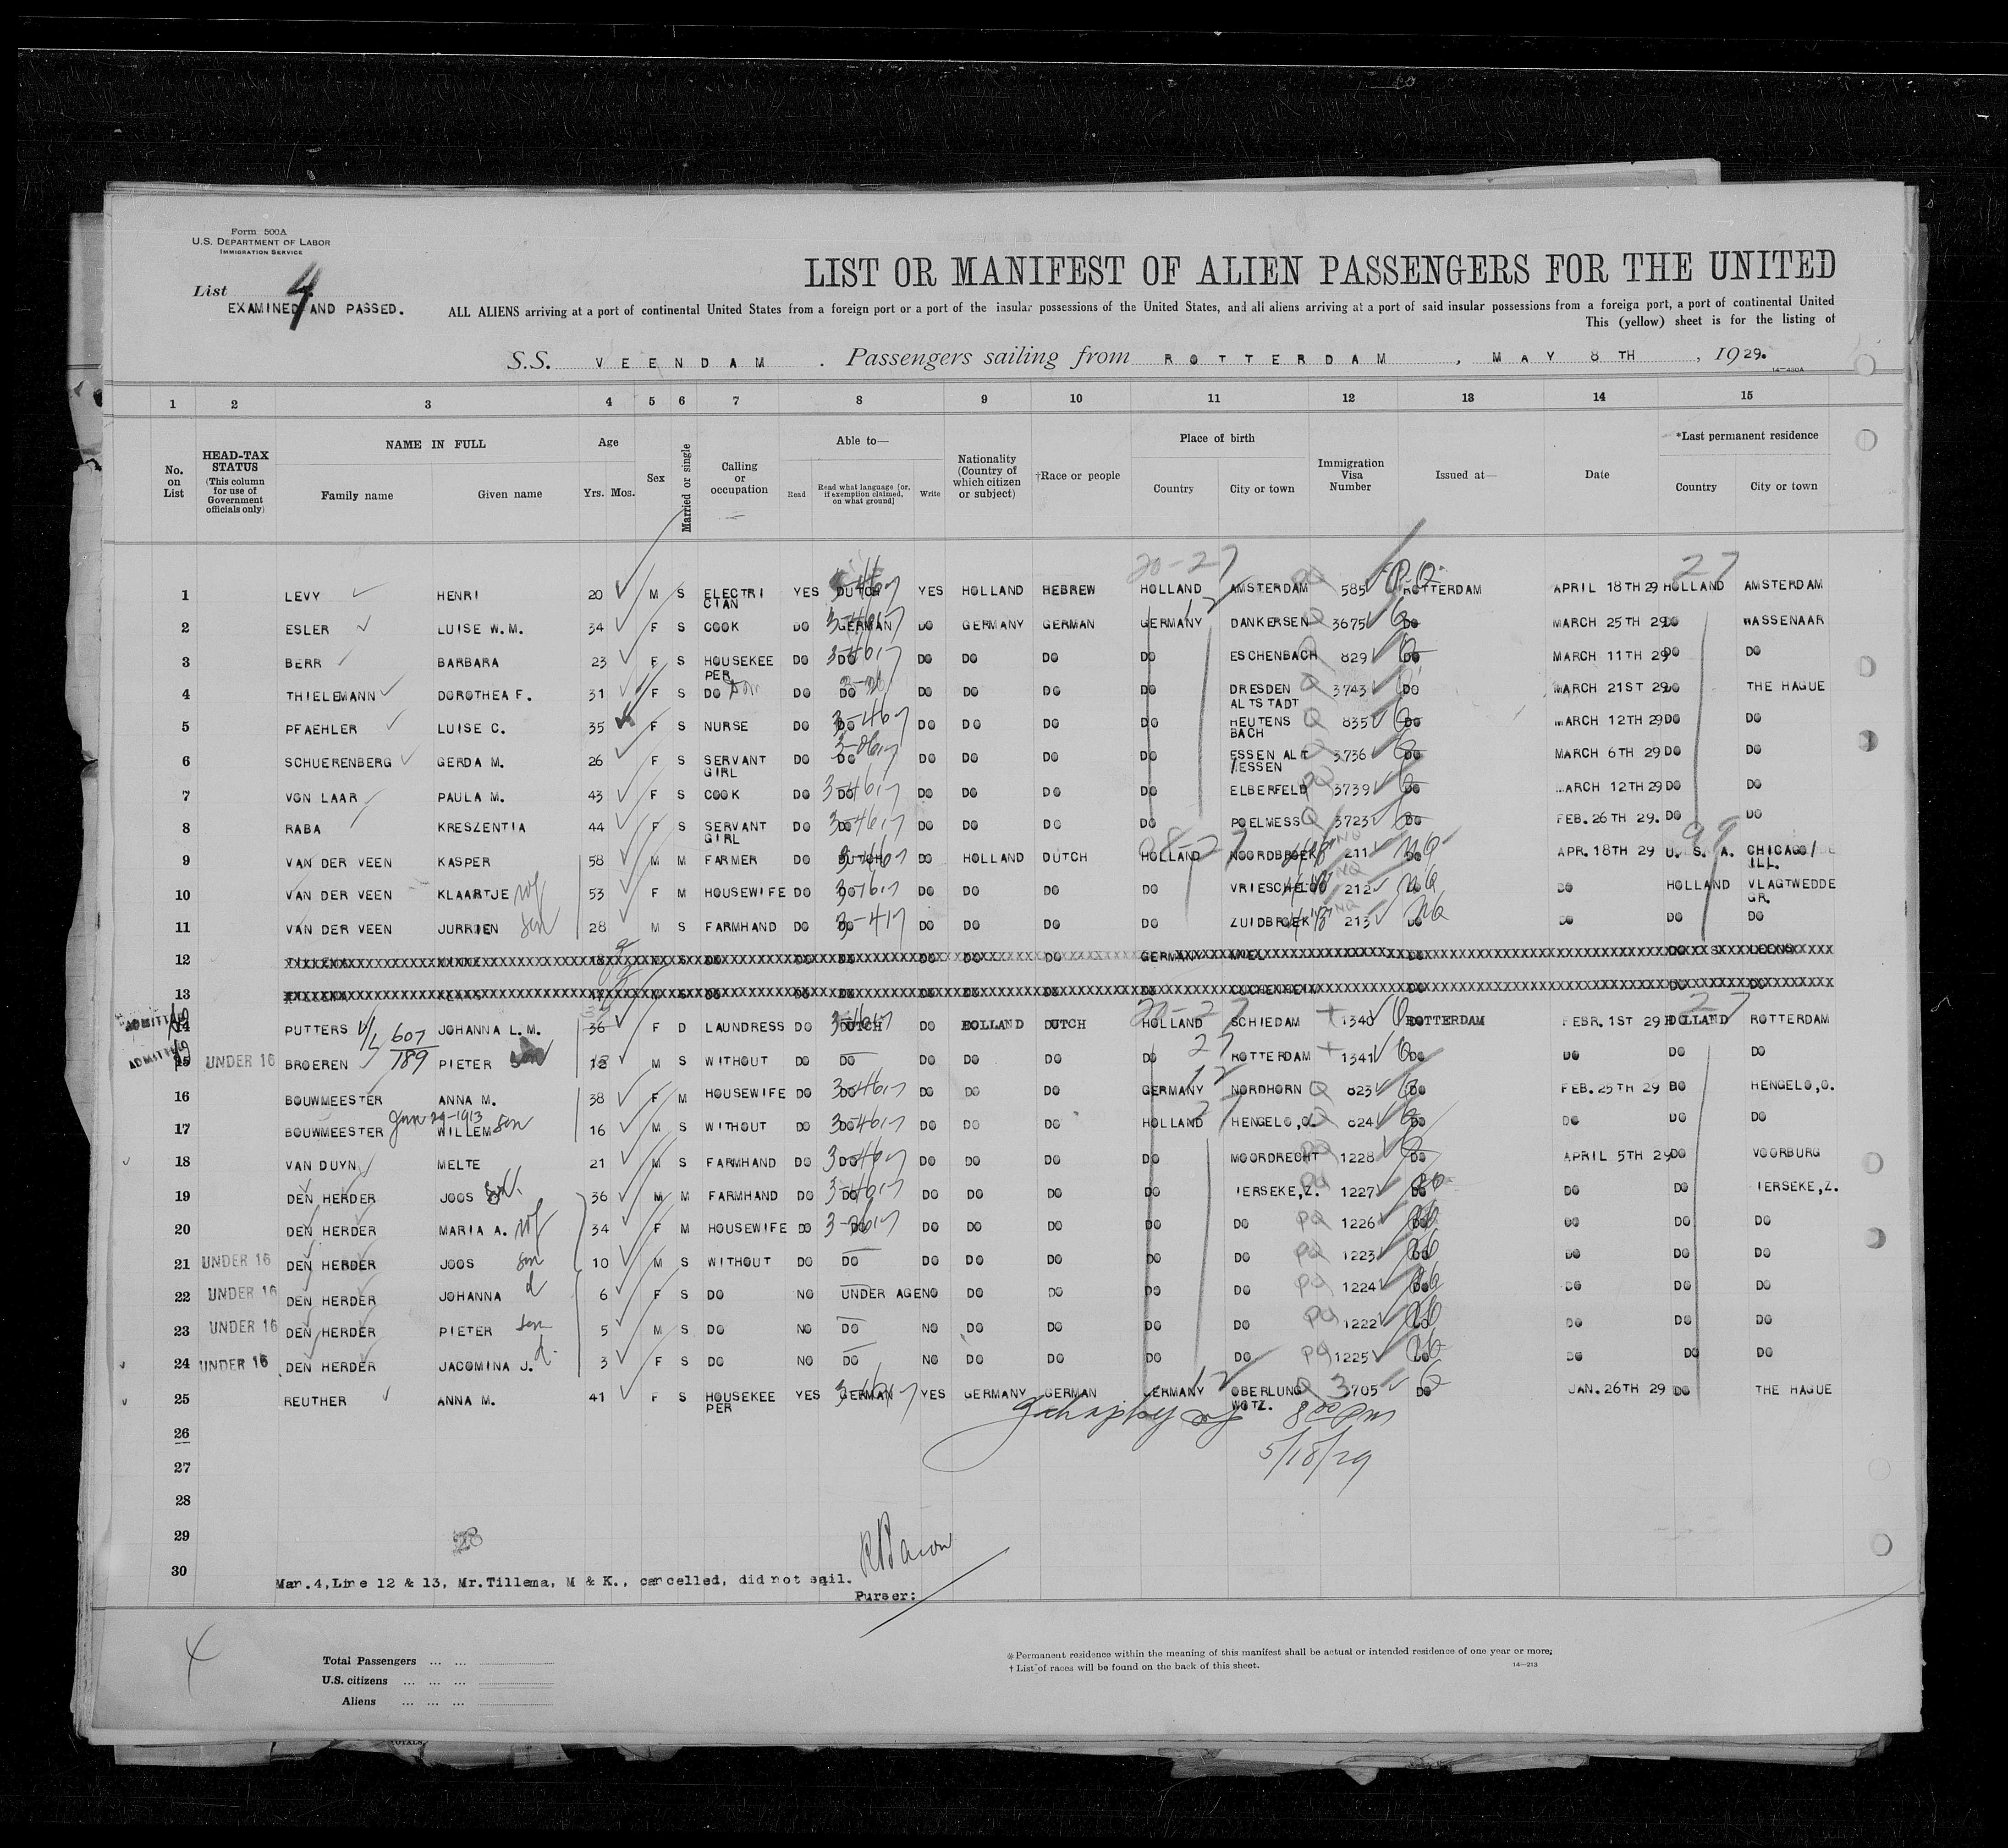 Form 500A
U.S. DEPARTMENT OF LABOR
IMMIGRATION SERVICE
LIST OR MANIFEST OF ALIEN PASSENGERS FOR THE UNITED
List 4
EXAMINED AND PASSED.
ALL ALIENS arriving at a port of continental United States from a foreign port or a port of the insular possessions of the United States, and all aliens arriving at a port of said insular possessions from a foreign port, a port of continental United
This (yellow) sheet is for the listing of
S.S. VEENDAM . Passengers sailing from ROTTERDAM , MAY 8TH , 1929.
14-430A
1 2 3 4 5 6 7 8 9 10 11 12 13 14 15
No. on List HEAD-TAX STATUS (This column for use of Government officials only) NAME IN FULL Family name Given name Age Yrs. Mos. Sex Married or single Calling or occupation Able to— Read Read what language [or, if exemption claimed, on what ground] Write Nationality (Country of which citizen or subject) †Race or people Place of birth Country City or town Immigration Visa Number Issued at— Date *Last permanent residence Country City or town
20-27 27
1 LEVY HENRI 20 M S ELECTRICIAN YES DUTCH YES HOLLAND HEBREW HOLLAND AMSTERDAM 585 ROTTERDAM APRIL 18TH 29 HOLLAND AMSTERDAM
2 ESLER LUISE W.M. 34 F S COOK DO GERMAN DO GERMANY GERMAN GERMANY DANKERSEN 3675 DO MARCH 25TH 29 DO WASSENAAR
3 BERR BARBARA 23 F S HOUSEKEEPER DO DO DO DO DO DO ESCHENBACH 829 DO MARCH 11TH 29 DO DO
4 THIELEMANN DOROTHEA F. 31 F S DO DO DO DO DO DO DO DRESDEN ALTSTADT 3743 DO MARCH 21ST 29 DO THE HAGUE
5 PFAEHLER LUISE C. 35 F S NURSE DO DO DO DO DO DO HEUTENSBACH 835 DO MARCH 12TH 29 DO DO
6 SCHUERENBERG GERDA M. 26 F S SERVANT GIRL DO DO DO DO DO DO ESSEN ALT/ESSEN 3736 DO MARCH 6TH 29 DO DO
7 VON LAAR PAULA M. 43 F S COOK DO DO DO DO DO DO ELBERFELD 3739 DO MARCH 12TH 29 DO DO
8 RABA KRESZENTIA 44 F S SERVANT GIRL DO DO DO DO DO DO POELMESS 3723 DO FEB. 26TH 29. DO DO
9 VAN DER VEEN KASPER 58 M M FARMER DO DUTCH DO HOLLAND DUTCH HOLLAND NOORDBROEK 211 DO APR. 18TH 29 U. S. A. CHICAGO/ILL.
10 VAN DER VEEN KLAARTJE wf 53 F M HOUSEWIFE DO DO DO DO DO DO VRIESCHELOO 212 DO DO HOLLAND VLAGTWEDDE GR.
11 VAN DER VEEN JURRIEN son 28 M S FARMHAND DO DO DO DO DO DO ZUIDBROEK 213 DO DO DO DO
12
13
ADMITTED 14 PUTTERS JOHANNA L.M. 36 F D LAUNDRESS DO DUTCH DO HOLLAND DUTCH HOLLAND SCHIEDAM 1340 ROTTERDAM FEBR. 1ST 29 HOLLAND ROTTERDAM
607/189
ADMITTED 15 UNDER 16 BROEREN PIETER son 12 M S WITHOUT DO DO DO DO DO DO ROTTERDAM 1341 DO DO DO DO
16 BOUWMEESTER ANNA M. 38 F M HOUSEWIFE DO DO DO DO DO GERMANY NORDHORN 823 DO FEB. 25TH 29 DO HENGELO,O.
Jan 29-1913
17 BOUWMEESTER WILLEM son 16 M S WITHOUT DO DO DO DO DO HOLLAND HENGELO,O. 824 DO DO DO DO
18 VAN DUYN MELTE 21 M S FARMHAND DO DO DO DO DO DO MOORDRECHT 1228 DO APRIL 5TH 29 DO VOORBURG
19 DEN HERDER JOOS 36 M M FARMHAND DO DO DO DO DO DO IERSEKE,Z. 1227 DO DO DO IERSEKE,Z.
20 DEN HERDER MARIA A. wf 34 F M HOUSEWIFE DO DO DO DO DO DO DO 1226 DO DO DO DO
21 UNDER 16 DEN HERDER JOOS son 10 M S WITHOUT DO DO DO DO DO DO DO 1223 DO DO DO DO
22 UNDER 16 DEN HERDER JOHANNA d 6 F S DO NO UNDER AGE NO DO DO DO DO 1224 DO DO DO DO
23 UNDER 16 DEN HERDER PIETER son 5 M S DO NO DO NO DO DO DO DO 1222 DO DO DO DO
24 UNDER 16 DEN HERDER JACOMINA J. d. 3 F S DO NO DO NO DO DO DO DO 1225 DO DO DO DO
25 REUTHER ANNA M. 41 F S HOUSEKEEPER YES GERMAN YES GERMANY GERMAN GERMANY OBERLUNGWOTZ. 3705 DO JAN. 26TH 29 DO THE HAGUE
26
8 00 PM
27
5/18/29
28
29
30
Man.4,Line 12 & 13, Mr.Tillema, M & K., cancelled, did not sail.
Purser:
Total Passengers
U.S. citizens
Aliens
*Permanent residence within the meaning of this manifest shall be actual or intended residence of one year or more.
† List of races will be found on the back of this sheet.
14-213